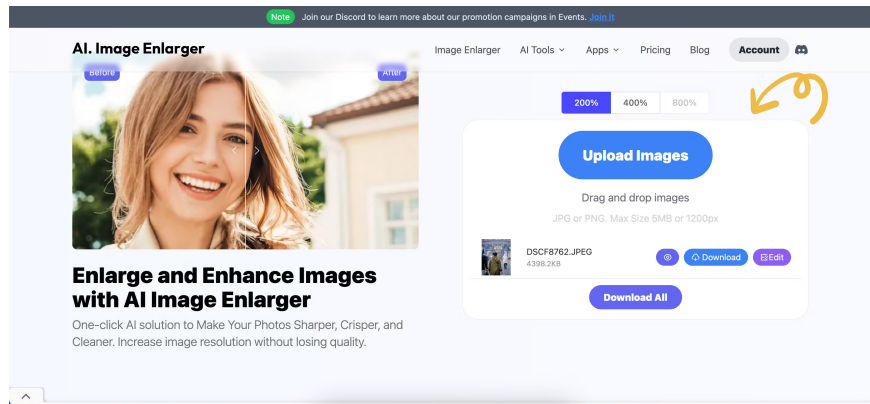 Note Join our Discord to learn more about our promotion campaigns in Events. Join it
AI. Image Enlarger
Image Enlarger AI Tools Apps Pricing Blog Account
Before After
200% 400% 800%
Upload Images
Drag and drop images
JPG or PNG, Max Size 5MB or 1200px
DSCF8762.JPEG
4398.2KB
Download Edit
Download All
Enlarge and Enhance Images
with AI Image Enlarger
One-click AI solution to Make Your Photos Sharper, Crisper, and
Cleaner. Increase image resolution without losing quality.